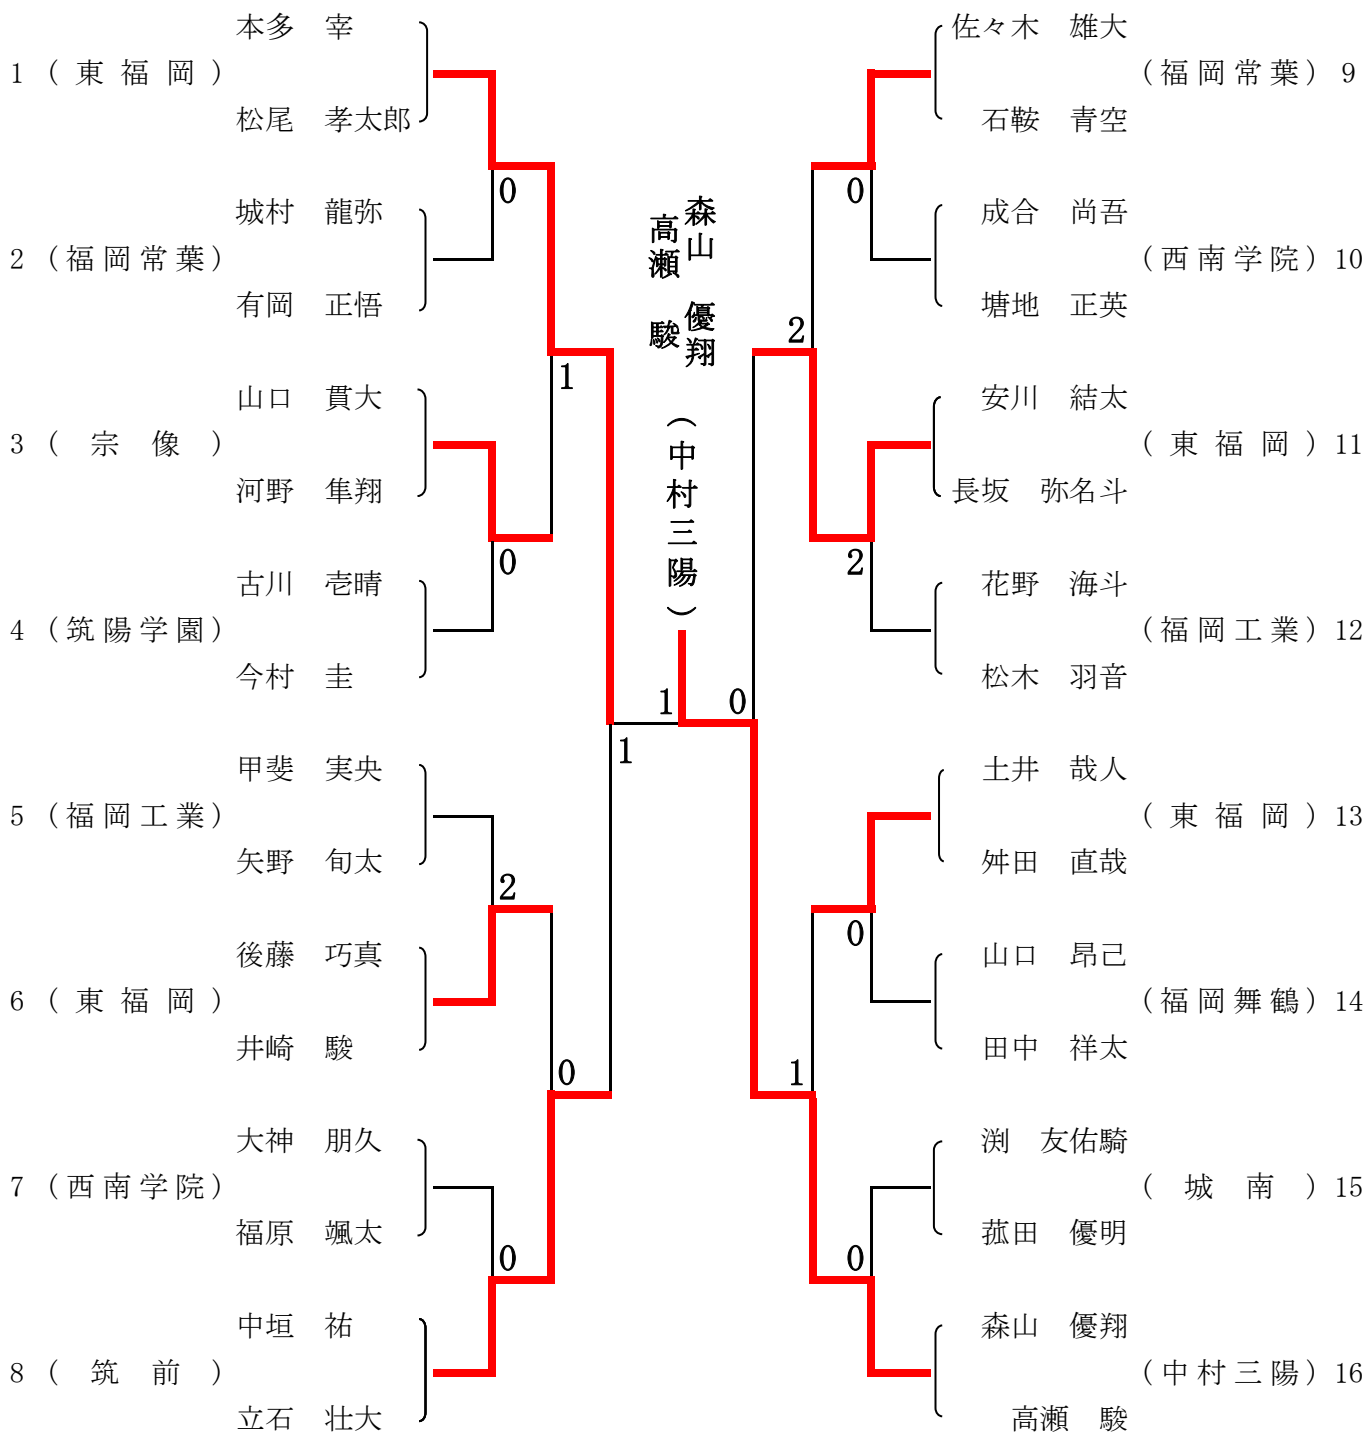 本多　宰
1 (東福岡)
松尾　孝太郎
0
城村　龍弥
2 (福岡常葉)
有岡　正悟
1
山口　貫大
3 (宗像)
河野　隼翔
0
古川　壱晴
4 (筑陽学園)
今村　圭
1
甲斐　実央
5 (福岡工業)
矢野　旬太
2
後藤　巧真
6 (東福岡)
井崎　駿
0
大神　朋久
7 (西南学院)
福原　颯太
0
中垣　祐
8 (筑前)
立石　壮大
森山　優翔
高瀬　駿
(中村三陽)
1
0
佐々木　雄大
(福岡常葉) 9
石鞍　青空
0
成合　尚吾
(西南学院) 10
塘地　正英
2
安川　結太
(東福岡) 11
長坂　弥名斗
2
花野　海斗
(福岡工業) 12
松木　羽音
土井　哉人
(東福岡) 13
舛田　直哉
0
山口　昂己
(福岡舞鶴) 14
田中　祥太
1
渕　友佑騎
(城南) 15
菰田　優明
0
森山　優翔
(中村三陽) 16
高瀬　駿